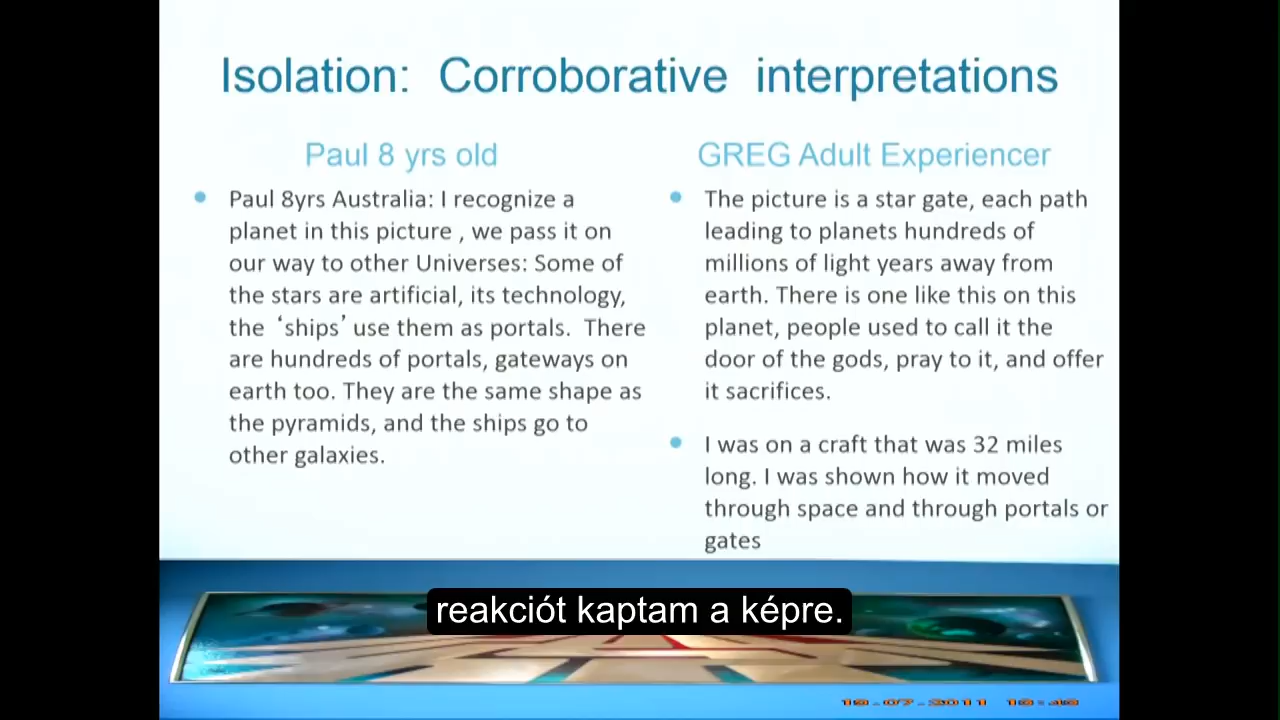 Isolation: Corroborative interpretations
Paul 8 yrs old
Paul 8yrs Australia: I recognize a
planet in this picture , we pass it on
our way to other Universes: Some of
the stars are artificial, its technology,
the ‘ships’ use them as portals. There
are hundreds of portals, gateways on
earth too. They are the same shape as
the pyramids, and the ships go to
other galaxies.
GREG Adult Experiencer
The picture is a star gate, each path
leading to planets hundreds of
millions of light years away from
earth. There is one like this on this
planet, people used to call it the
door of the gods, pray to it, and offer
it sacrifices.
I was on a craft that was 32 miles
long. I was shown how it moved
through space and through portals or
gates
reakciót kaptam a képre.